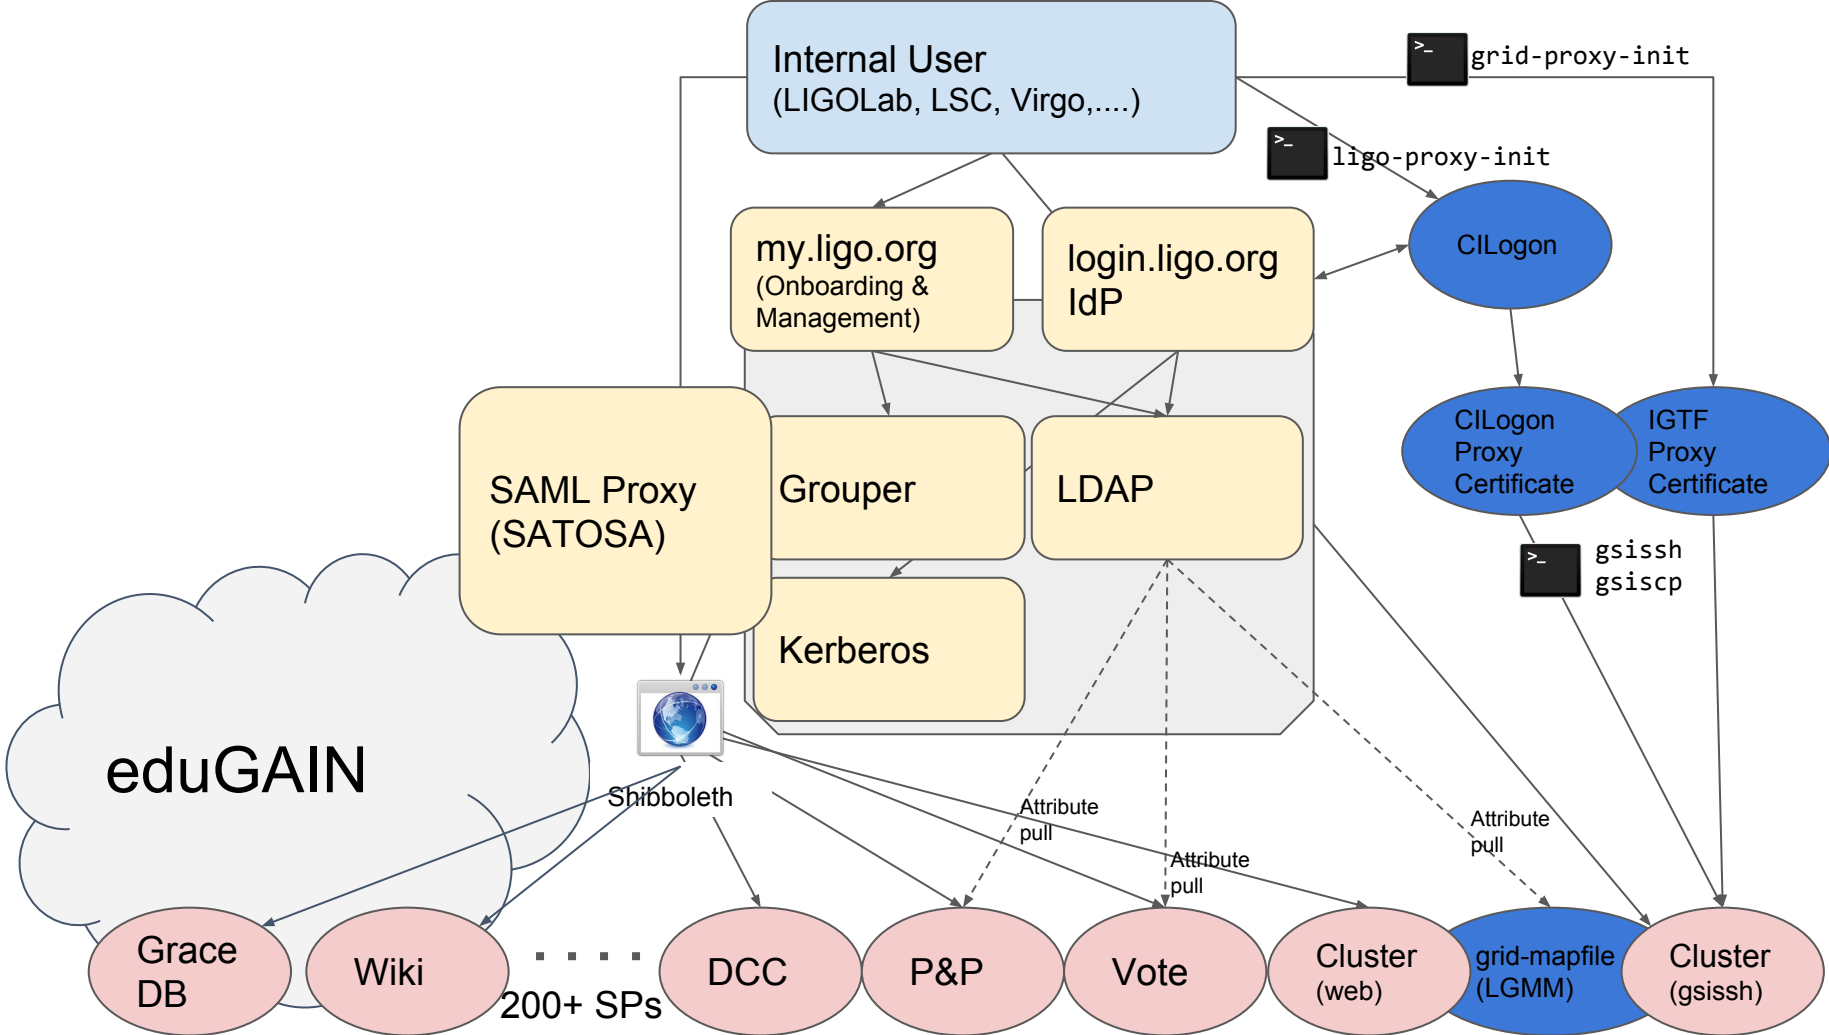 Internal User
(LIGOLab, LSC, Virgo,....)
>_
grid-proxy-init
>_
ligo-proxy-init
my.ligo.org
(Onboarding &
Management)
login.ligo.org
IdP
CILogon
SAML Proxy
(SATOSA)
Grouper
LDAP
CILogon
Proxy
Certificate
IGTF
Proxy
Certificate
>_
gsissh
gsiscp
Kerberos
eduGAIN
Shibboleth
Attribute
pull
Attribute
pull
Attribute
pull
Grace
DB
Wiki
. . . .
200+ SPs
DCC
P&P
Vote
Cluster
(web)
grid-mapfile
(LGMM)
Cluster
(gsissh)